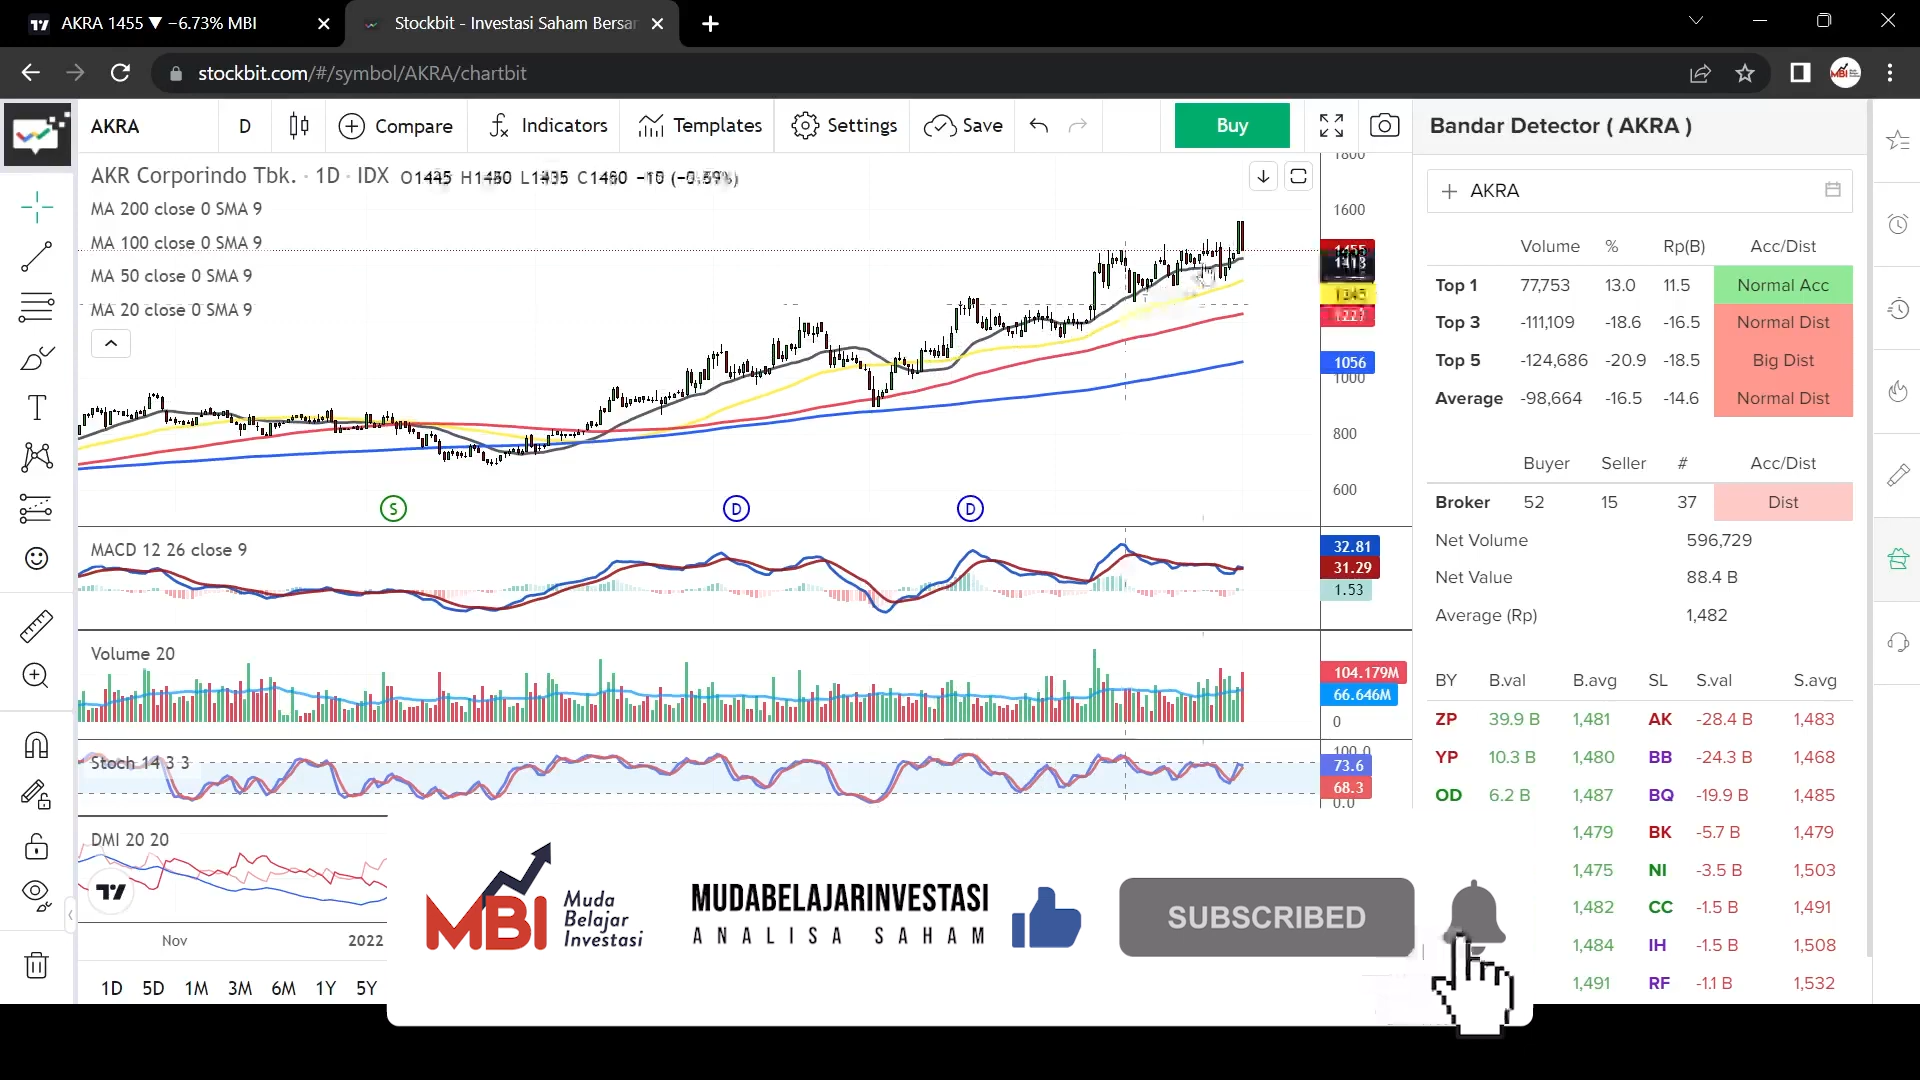 AKRA 1455 ▼ −6.73% MBI
Stockbit - Investasi Saham Bersar
stockbit.com/#/symbol/AKRA/chartbit
AKRA D Compare Indicators Templates Settings Save Buy
AKR Corporindo Tbk. · 1D · IDX
MA 200 close 0 SMA 9
MA 100 close 0 SMA 9
MA 50 close 0 SMA 9
MA 20 close 0 SMA 9
1800
1600
1455
1413
1345
1227
1056
1000
800
600
S D D
MACD 12 26 close 9
32.81
31.29
1.53
Volume 20
104.179M
66.646M
0
Stoch 14 3 3
100.0
73.6
68.3
0.0
DMI 20 20
Nov 2022
1D 5D 1M 3M 6M 1Y 5Y
Bandar Detector ( AKRA )
AKRA
Volume % Rp(B) Acc/Dist
Top 1 77,753 13.0 11.5 Normal Acc
Top 3 -111,109 -18.6 -16.5 Normal Dist
Top 5 -124,686 -20.9 -18.5 Big Dist
Average -98,664 -16.5 -14.6 Normal Dist
Buyer Seller # Acc/Dist
Broker 52 15 37 Dist
Net Volume 596,729
Net Value 88.4 B
Average (Rp) 1,482
BY B.val B.avg SL S.val S.avg
ZP 39.9 B 1,481 AK -28.4 B 1,483
YP 10.3 B 1,480 BB -24.3 B 1,468
OD 6.2 B 1,487 BQ -19.9 B 1,485
1,479 BK -5.7 B 1,479
1,475 NI -3.5 B 1,503
1,482 CC -1.5 B 1,491
1,484 IH -1.5 B 1,508
1,491 RF -1.1 B 1,532
MBI
Muda
Belajar
Investasi
MUDABELAJARINVESTASI
ANALISA SAHAM
SUBSCRIBED